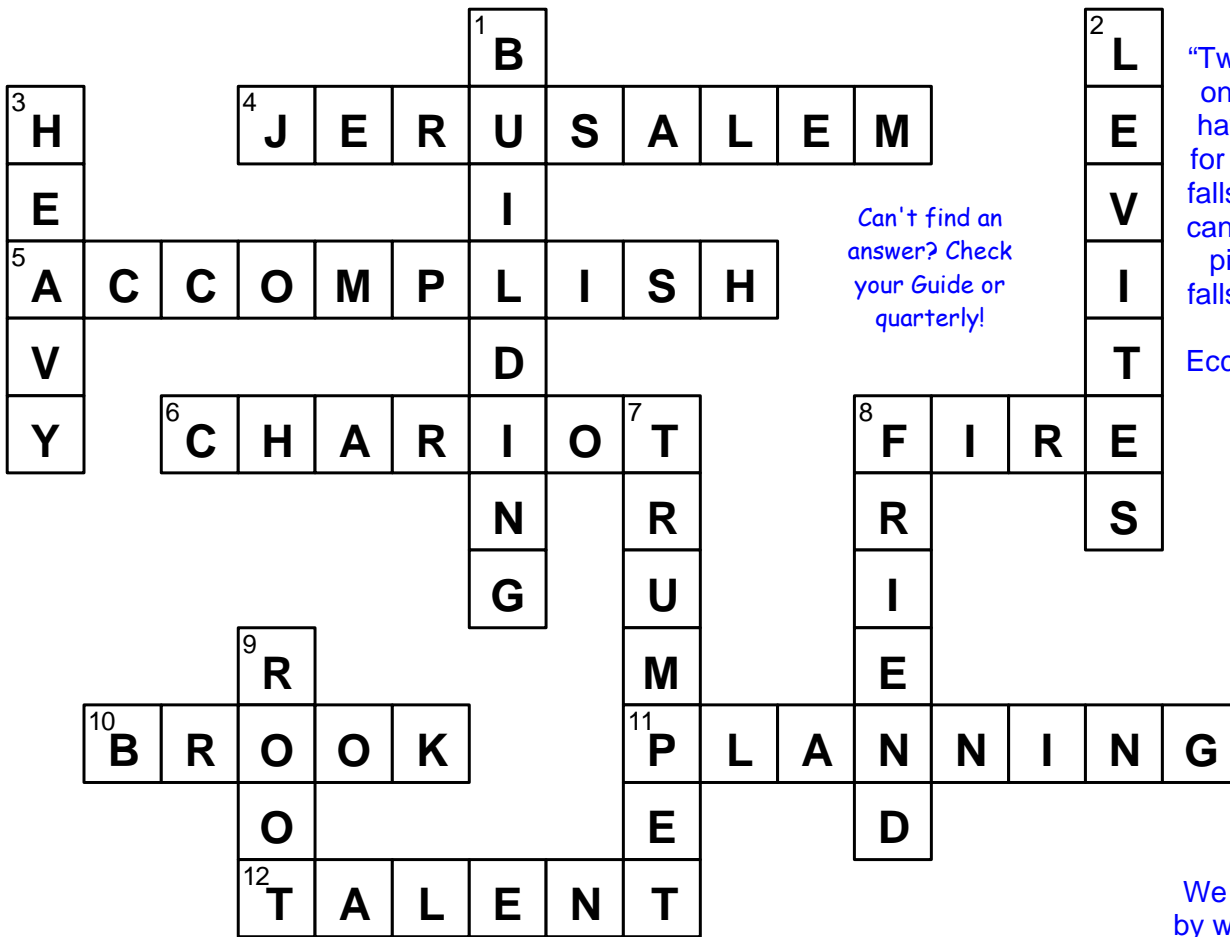 1 B 2 L
3 H 4 J E R U S A L E M E
E I V
5 A C C O M P L I S H I
V D T
Y 6 C H A R I O 7 T 8 F I R E
N R R S
G U I
9 R M E
10 B R O O K 11 P L A N N I N G
O E D
12 T A L E N T
Can't find an
answer? Check
your Guide or
quarterly!
“Tw
on
ha
for
falls
can
pi
falls
Eco
We
by w